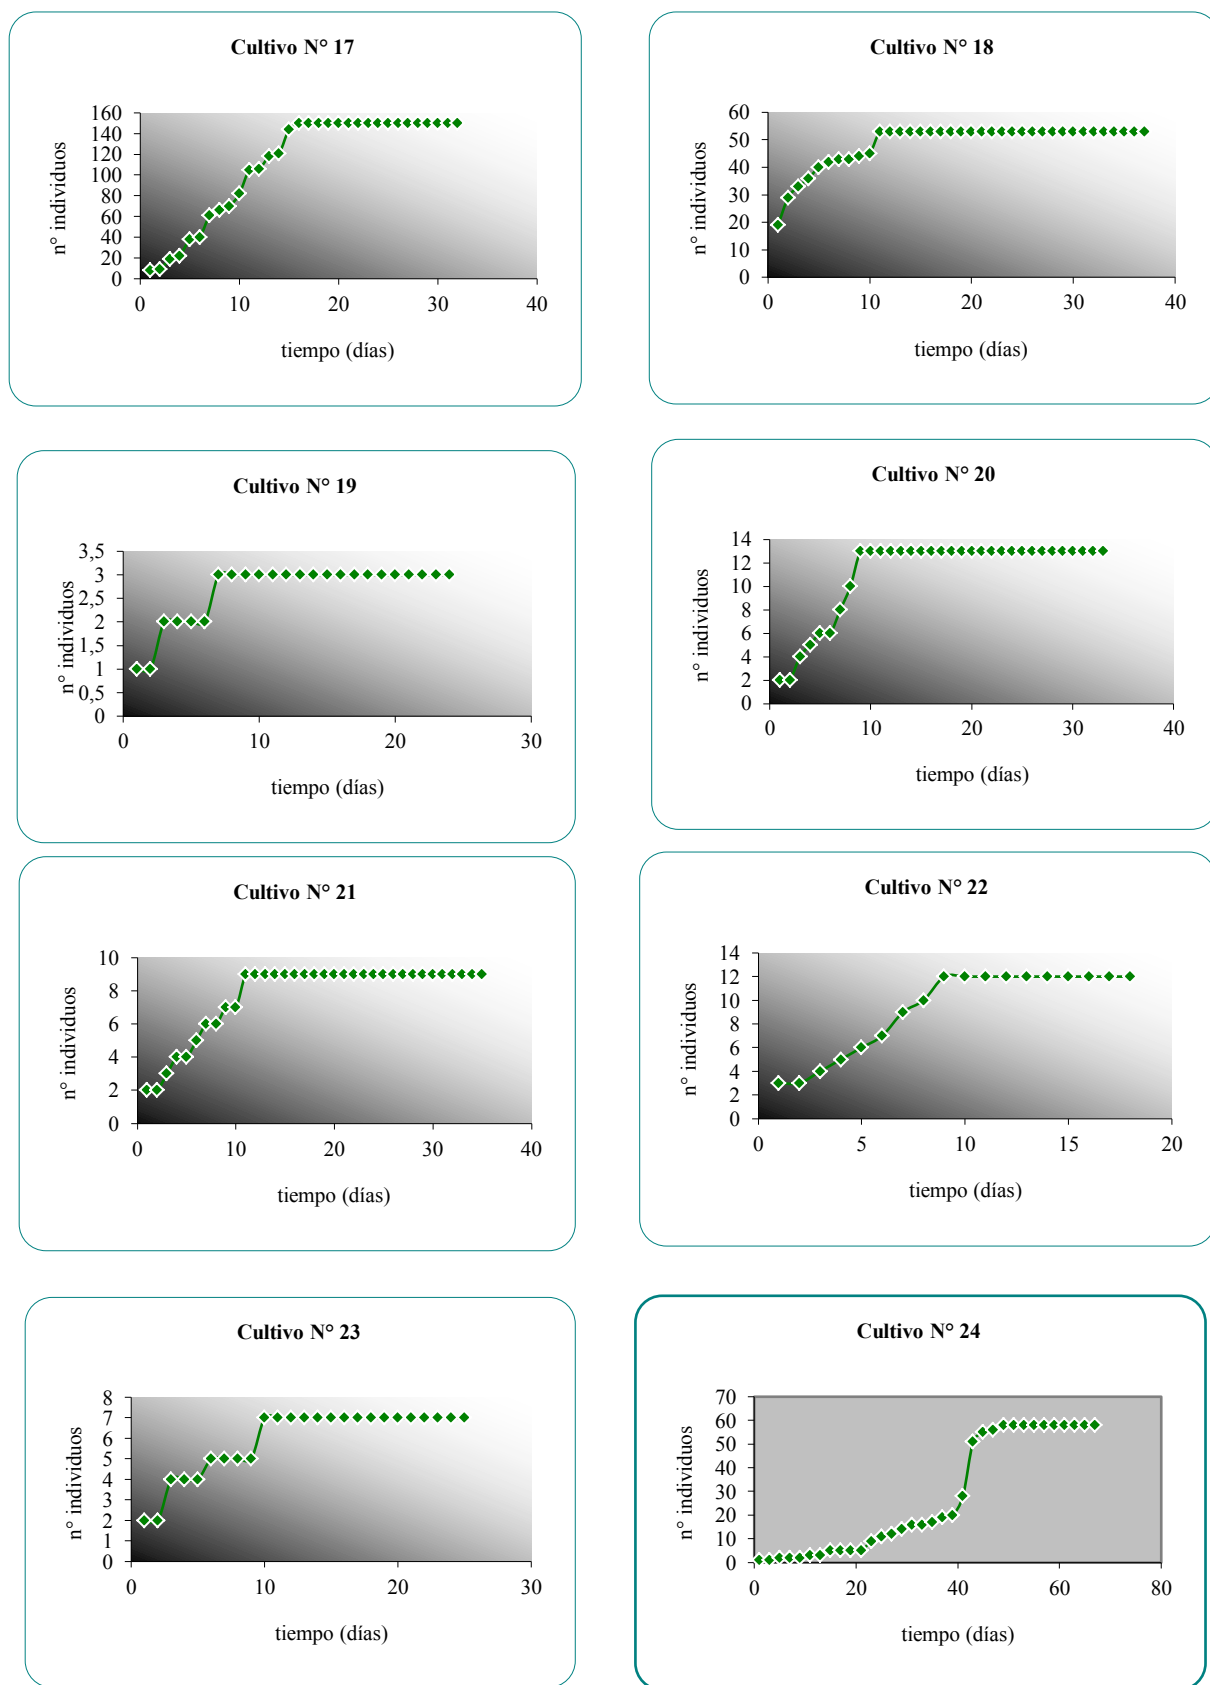 Cultivo N° 17
160
140
120
100
80
60
40
20
0
n° individuos
0 10 20 30 40
tiempo (días)
Cultivo N° 18
60
50
40
30
20
10
0
n° individuos
0 10 20 30 40
tiempo (días)
Cultivo N° 19
3,5
3
2,5
2
1,5
1
0,5
0
n° individuos
0 10 20 30
tiempo (días)
Cultivo N° 20
14
12
10
8
6
4
2
0
n° individuos
0 10 20 30 40
tiempo (días)
Cultivo N° 21
10
8
6
4
2
0
n° individuos
0 10 20 30 40
tiempo (días)
Cultivo N° 22
14
12
10
8
6
4
2
0
n° individuos
0 5 10 15 20
tiempo (días)
Cultivo N° 23
8
7
6
5
4
3
2
1
0
n° individuos
0 10 20 30
tiempo (días)
Cultivo N° 24
70
60
50
40
30
20
10
0
n° individuos
0 20 40 60 80
tiempo (días)